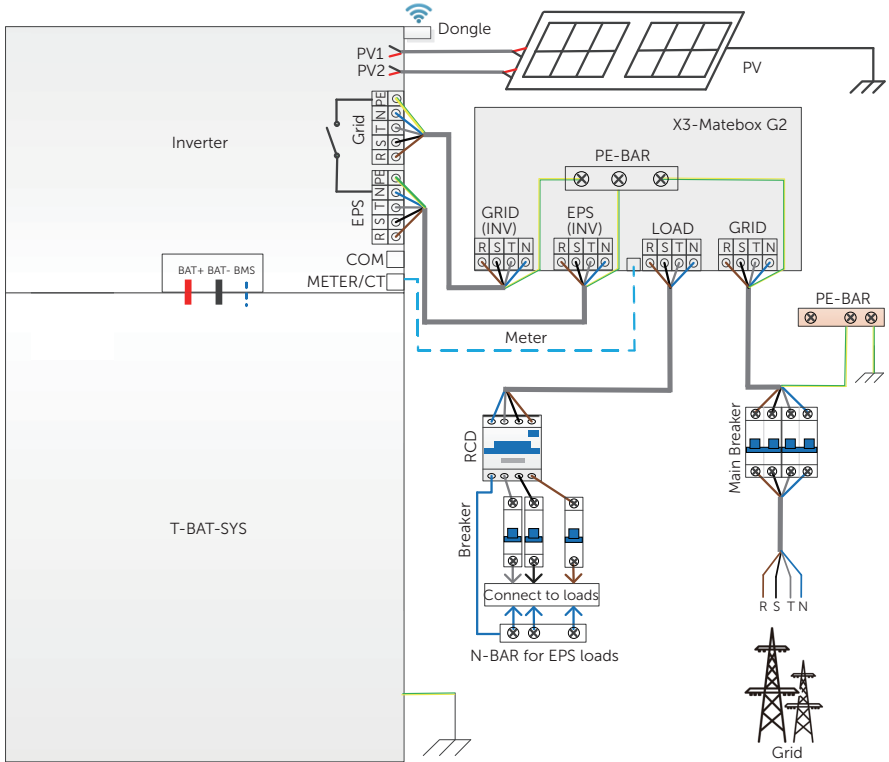 Dongle
PV1
PV2
PV
X3-Matebox G2
PE-BAR
Inverter
Grid
R S T N PE
EPS
R S T N PE
GRID
(INV)
EPS
(INV)
LOAD
GRID
R S T N
R S T N
R S T N
R S T N
COM
METER/CT
BAT+ BAT- BMS
Meter
PE-BAR
RCD
Main Breaker
Breaker
T-BAT-SYS
Connect to loads
R S T N
N-BAR for EPS loads
Grid